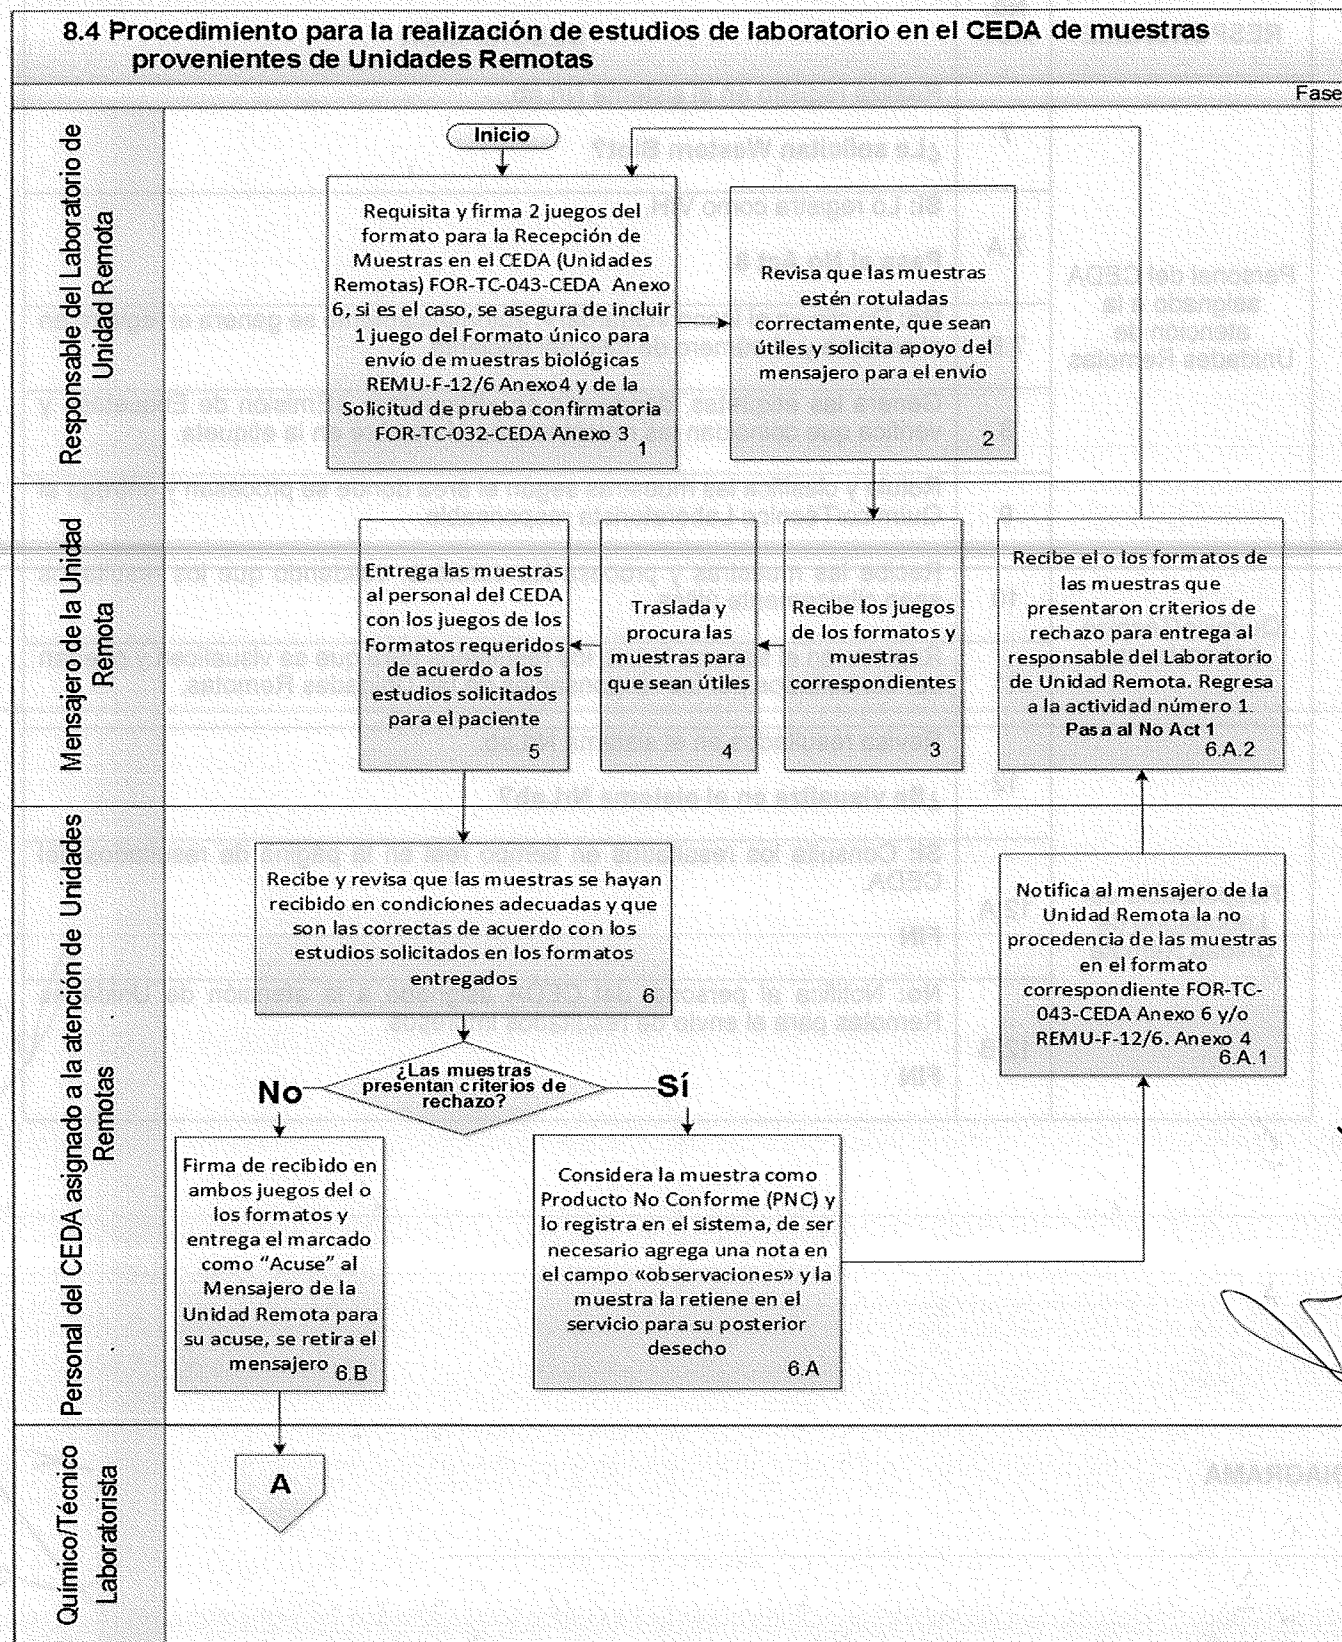 8.4 Procedimiento para la realización de estudios de laboratorio en el CEDA de muestras
provenientes de Unidades Remotas
Fase
Responsable del Laboratorio de
Unidad Remota
Inicio
Requisita y firma 2 juegos del
formato para la Recepción de
Muestras en el CEDA (Unidades
Remotas) FOR-TC-043-CEDA Anexo
6, si es el caso, se asegura de incluir
1 juego del Formato único para
envío de muestras biológicas
REMU-F-12/6 Anexo4 y de la
Solicitud de prueba confirmatoria
FOR-TC-032-CEDA Anexo 3
1
Revisa que las muestras
estén rotuladas
correctamente, que sean
útiles y solicita apoyo del
mensajero para el envío
2
Mensajero de la Unidad
Remota
Entrega las muestras
al personal del CEDA
con los juegos de los
Formatos requeridos
de acuerdo a los
estudios solicitados
para el paciente
5
Traslada y
procura las
muestras para
que sean útiles
4
Recibe los juegos
de los formatos y
muestras
correspondientes
3
Recibe el o los formatos de
las muestras que
presentaron criterios de
rechazo para entrega al
responsable del Laboratorio
de Unidad Remota. Regresa
a la actividad número 1.
Pasa al No Act 1
6.A.2
Personal del CEDA asignado a la atención de Unidades
Remotas
Recibe y revisa que las muestras se hayan
recibido en condiciones adecuadas y que
son las correctas de acuerdo con los
estudios solicitados en los formatos
entregados
6
Notifica al mensajero de la
Unidad Remota la no
procedencia de las muestras
en el formato
correspondiente FOR-TC-
043-CEDA Anexo 6 y/o
REMU-F-12/6. Anexo 4
6.A.1
¿Las muestras
presentan criterios de
rechazo?
No
Sí
Firma de recibido en
ambos juegos del o
los formatos y
entrega el marcado
como "Acuse" al
Mensajero de la
Unidad Remota para
su acuse, se retira el
mensajero
6.B
Considera la muestra como
Producto No Conforme (PNC) y
lo registra en el sistema, de ser
necesario agrega una nota en
el campo «observaciones» y la
muestra la retiene en el
servicio para su posterior
desecho
6.A
Químico/Técnico
Laboratorista
A